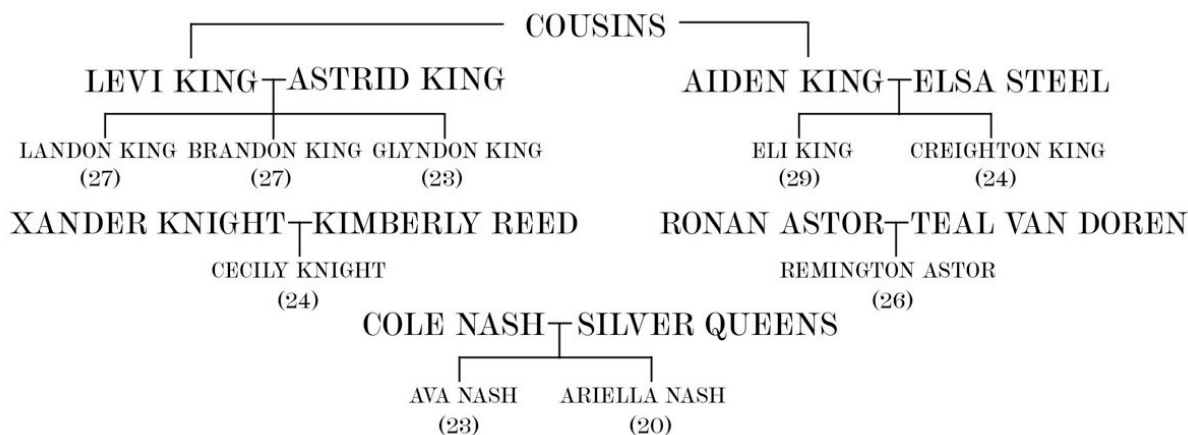 COUSINS
LEVI KING ASTRID KING AIDEN KING ELSA STEEL
LANDON KING BRANDON KING GLYNDON KING ELI KING CREIGHTON KING
(27) (27) (23) (29) (24)
XANDER KNIGHT KIMBERLY REED RONAN ASTOR TEAL VAN DOREN
CECILY KNIGHT REMINGTON ASTOR
(24) (26)
COLE NASH SILVER QUEENS
AVA NASH ARIELLA NASH
(23) (20)